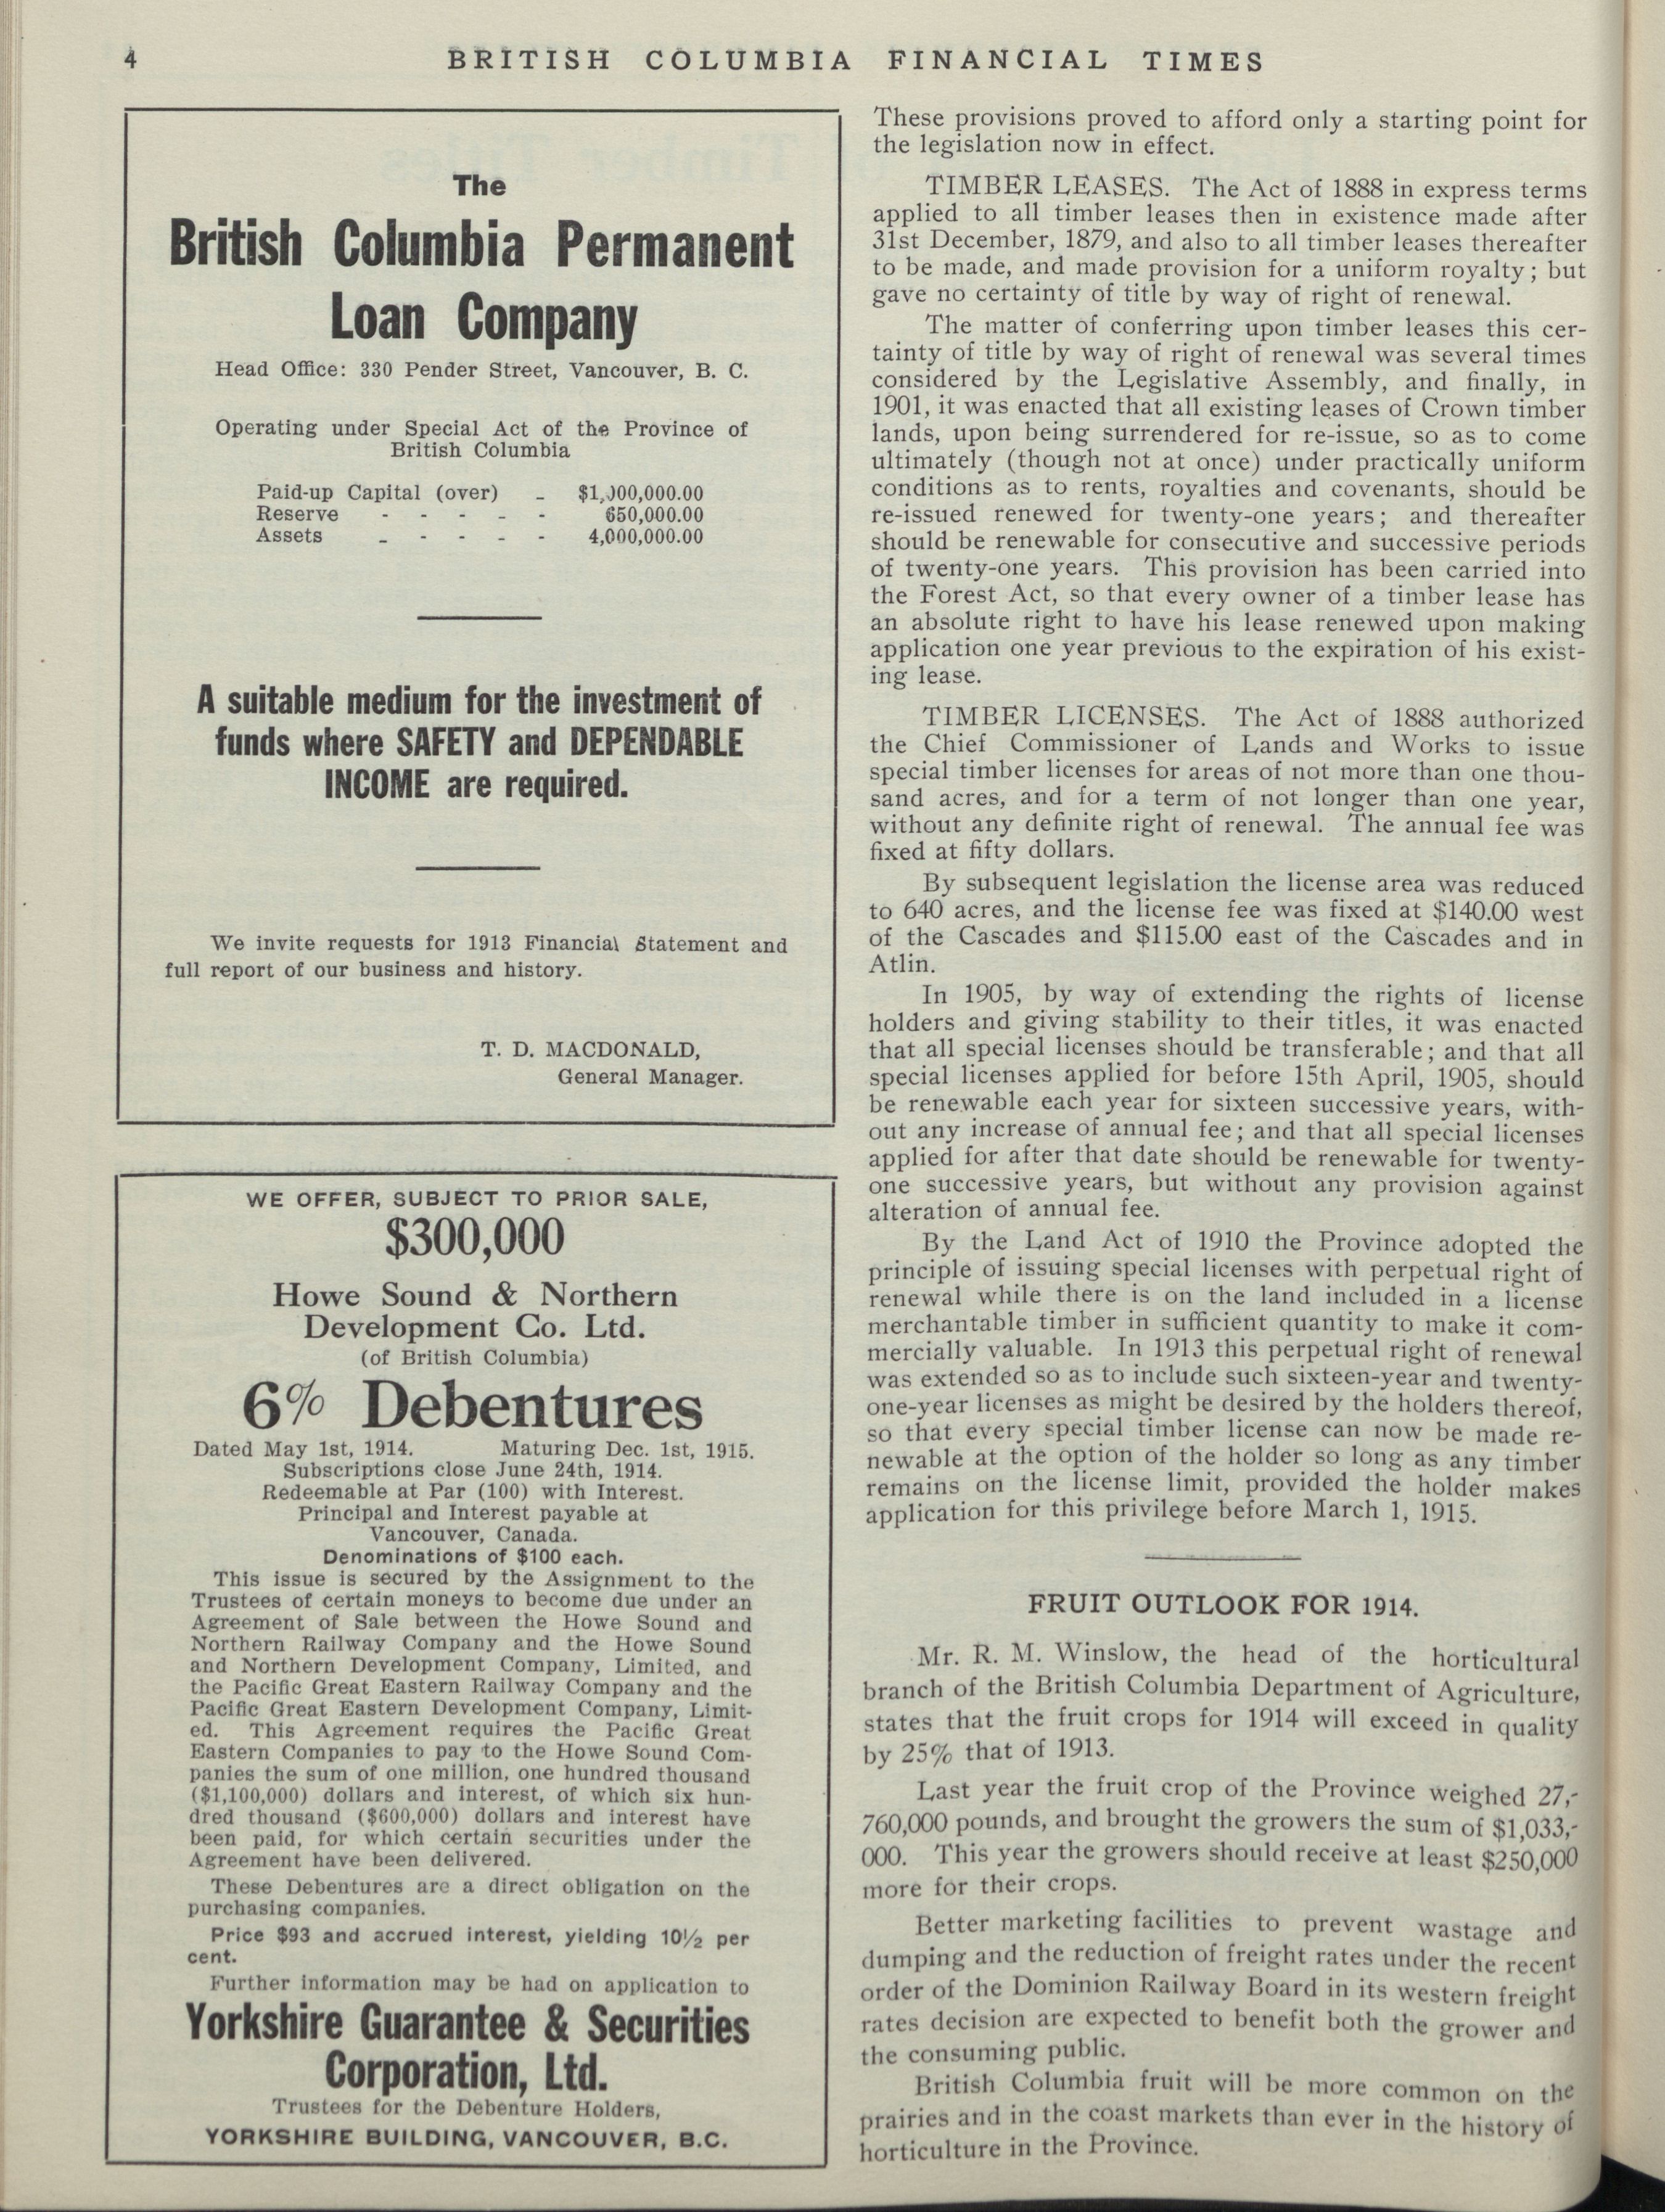 4
BRITISH COLUMBIA FINANCIAL TIMES
The
British Columbia Permanent
Loan Company
Head Office: 330 Pender Street, Vancouver, B. C.
Operating under Special Act of the Province of
British Columbia
Paid-up Capital (over) - $1,000,000.00
Reserve - - - - - 650,000.00
Assets - - - - - 4,000,000.00
A suitable medium for the investment of
funds where SAFETY and DEPENDABLE
INCOME are required.
We invite requests for 1913 Financial Statement and
full report of our business and history.
T. D. MACDONALD,
General Manager.
WE OFFER, SUBJECT TO PRIOR SALE,
$300,000
Howe Sound & Northern
Development Co. Ltd.
(of British Columbia)
6% Debentures
Dated May 1st, 1914. Maturing Dec. 1st, 1915.
Subscriptions close June 24th, 1914.
Redeemable at Par (100) with Interest.
Principal and Interest payable at
Vancouver, Canada.
Denominations of $100 each.
This issue is secured by the Assignment to the
Trustees of certain moneys to become due under an
Agreement of Sale between the Howe Sound and
Northern Railway Company and the Howe Sound
and Northern Development Company, Limited, and
the Pacific Great Eastern Railway Company and the
Pacific Great Eastern Development Company, Limit-
ed. This Agreement requires the Pacific Great
Eastern Companies to pay to the Howe Sound Com-
panies the sum of one million, one hundred thousand
($1,100,000) dollars and interest, of which six hun-
dred thousand ($600,000) dollars and interest have
been paid, for which certain securities under the
Agreement have been delivered.
These Debentures are a direct obligation on the
purchasing companies.
Price $93 and accrued interest, yielding 10½ per
cent.
Further information may be had on application to
Yorkshire Guarantee & Securities
Corporation, Ltd.
Trustees for the Debenture Holders,
YORKSHIRE BUILDING, VANCOUVER, B.C.
These provisions proved to afford only a starting point for
the legislation now in effect.
TIMBER LEASES. The Act of 1888 in express terms
applied to all timber leases then in existence made after
31st December, 1879, and also to all timber leases thereafter
to be made, and made provision for a uniform royalty; but
gave no certainty of title by way of right of renewal.
The matter of conferring upon timber leases this cer-
tainty of title by way of right of renewal was several times
considered by the Legislative Assembly, and finally, in
1901, it was enacted that all existing leases of Crown timber
lands, upon being surrendered for re-issue, so as to come
ultimately (though not at once) under practically uniform
conditions as to rents, royalties and covenants, should be
re-issued renewed for twenty-one years; and thereafter
should be renewable for consecutive and successive periods
of twenty-one years. This provision has been carried into
the Forest Act, so that every owner of a timber lease has
an absolute right to have his lease renewed upon making
application one year previous to the expiration of his exist-
ing lease.
TIMBER LICENSES. The Act of 1888 authorized
the Chief Commissioner of Lands and Works to issue
special timber licenses for areas of not more than one thou-
sand acres, and for a term of not longer than one year,
without any definite right of renewal. The annual fee was
fixed at fifty dollars.
By subsequent legislation the license area was reduced
to 640 acres, and the license fee was fixed at $140.00 west
of the Cascades and $115.00 east of the Cascades and in
Atlin.
In 1905, by way of extending the rights of license
holders and giving stability to their titles, it was enacted
that all special licenses should be transferable; and that all
special licenses applied for before 15th April, 1905, should
be renewable each year for sixteen successive years, with-
out any increase of annual fee; and that all special licenses
applied for after that date should be renewable for twenty-
one successive years, but without any provision against
alteration of annual fee.
By the Land Act of 1910 the Province adopted the
principle of issuing special licenses with perpetual right of
renewal while there is on the land included in a license
merchantable timber in sufficient quantity to make it com-
mercially valuable. In 1913 this perpetual right of renewal
was extended so as to include such sixteen-year and twenty-
one-year licenses as might be desired by the holders thereof,
so that every special timber license can now be made re-
newable at the option of the holder so long as any timber
remains on the license limit, provided the holder makes
application for this privilege before March 1, 1915.
FRUIT OUTLOOK FOR 1914.
Mr. R. M. Winslow, the head of the horticultural
branch of the British Columbia Department of Agriculture,
states that the fruit crops for 1914 will exceed in quality
by 25% that of 1913.
Last year the fruit crop of the Province weighed 27,-
760,000 pounds, and brought the growers the sum of $1,033,-
000. This year the growers should receive at least $250,000
more for their crops.
Better marketing facilities to prevent wastage and
dumping and the reduction of freight rates under the recent
order of the Dominion Railway Board in its western freight
rates decision are expected to benefit both the grower and
the consuming public.
British Columbia fruit will be more common on the
prairies and in the coast markets than ever in the history of
horticulture in the Province.